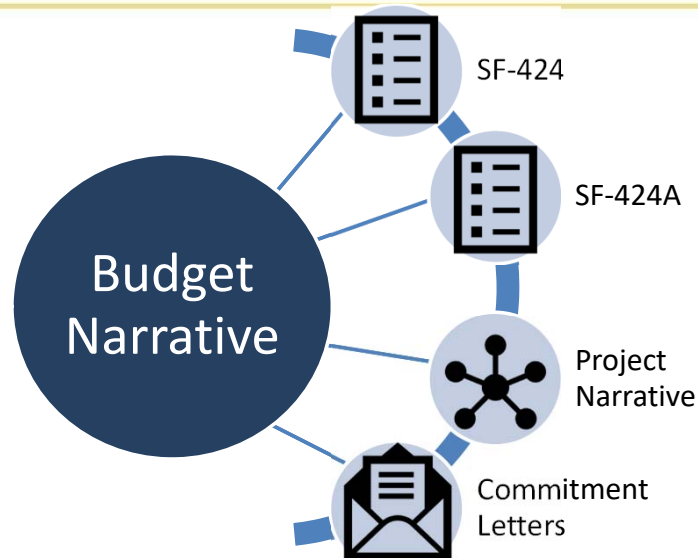 SF-424
SF-424A
Budget
Narrative
Project
Narrative
Commitment
Letters